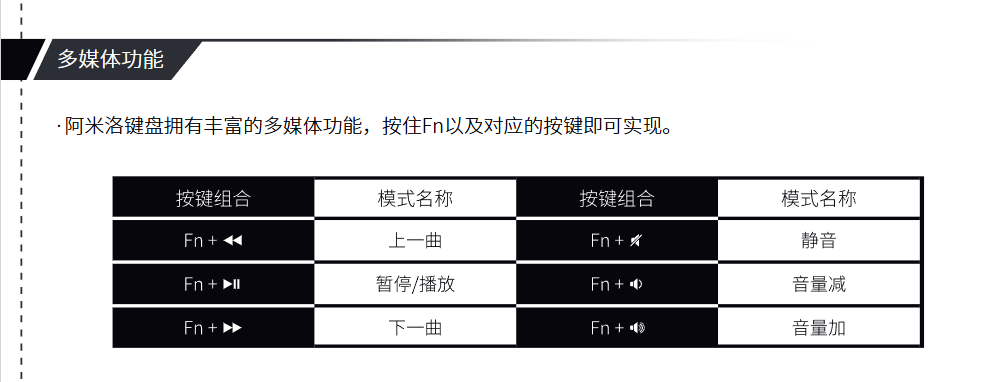 多媒体功能
·阿米洛键盘拥有丰富的多媒体功能，按住Fn以及对应的按键即可实现。
按键组合 模式名称 按键组合 模式名称
Fn + ⏪ 上一曲 Fn + 🔇 静音
Fn + ⏯ 暂停/播放 Fn + 🔉 音量减
Fn + ⏩ 下一曲 Fn + 🔊 音量加